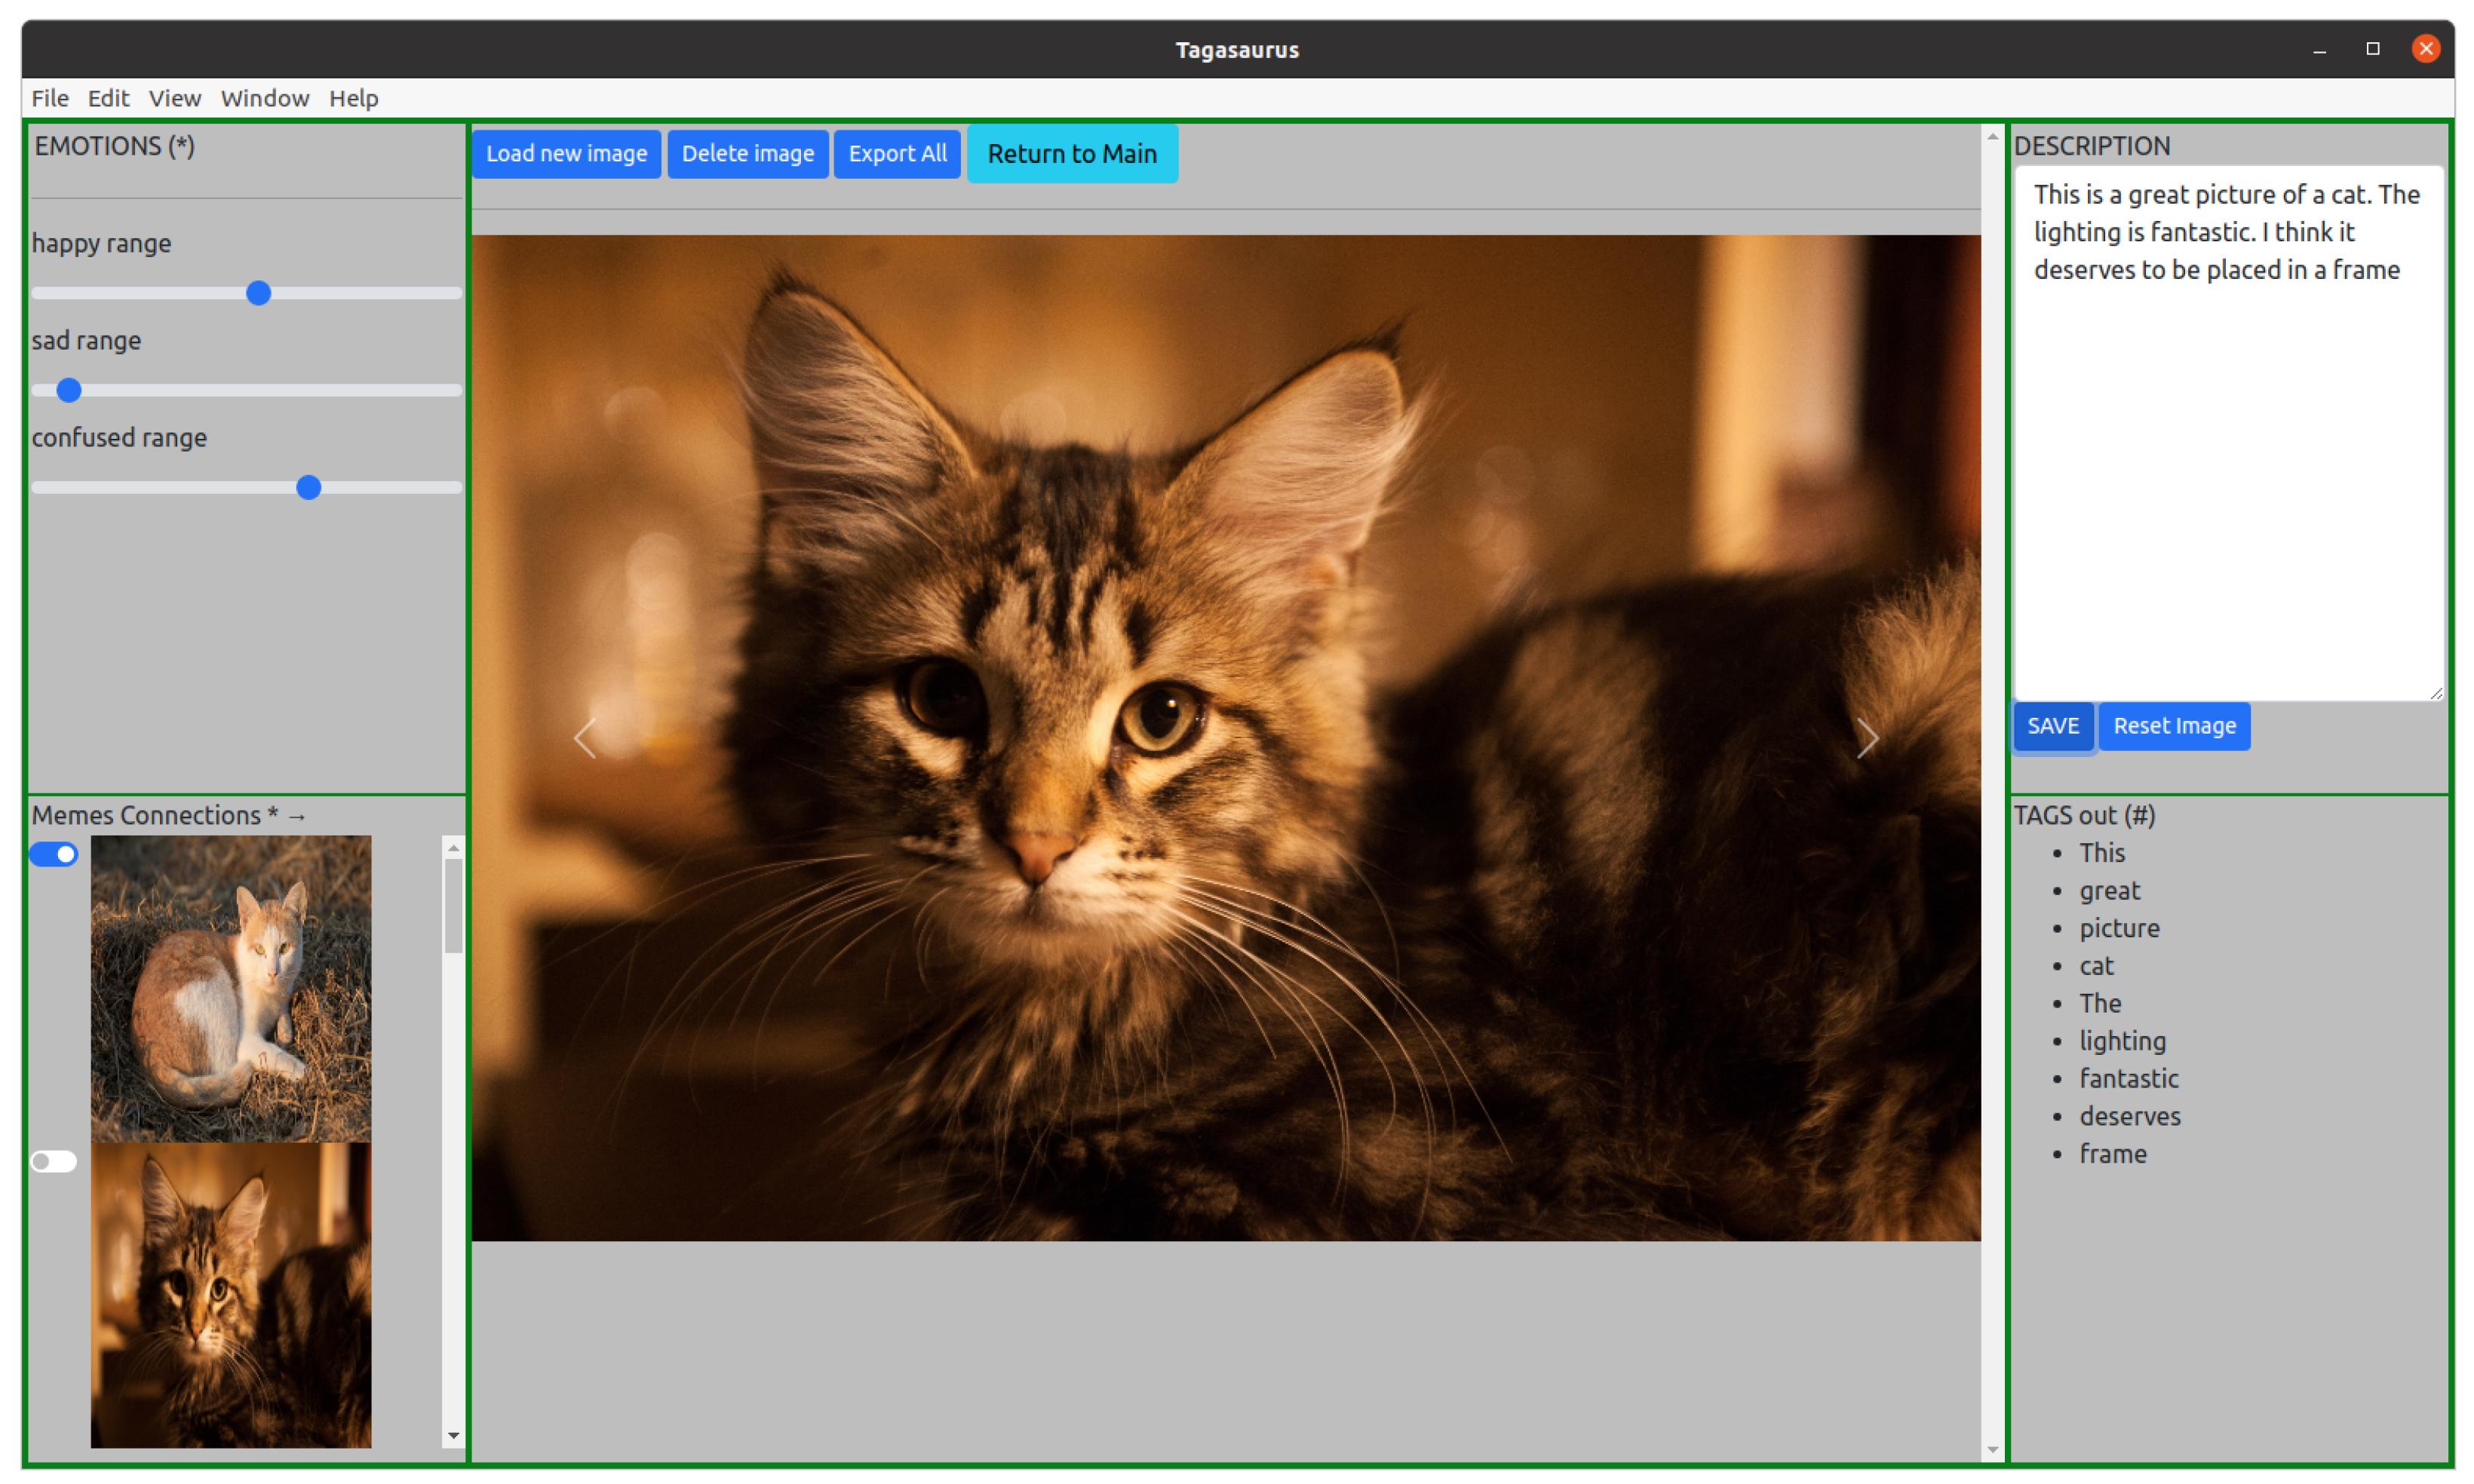 Tagasaurus
File Edit View Window Help
EMOTIONS (*)
happy range
sad range
confused range
Memes Connections * →
Load new image Delete image Export All Return to Main
DESCRIPTION
This is a great picture of a cat. The
lighting is fantastic. I think it
deserves to be placed in a frame
SAVE Reset Image
TAGS out (#)
• This
• great
• picture
• cat
• The
• lighting
• fantastic
• deserves
• frame